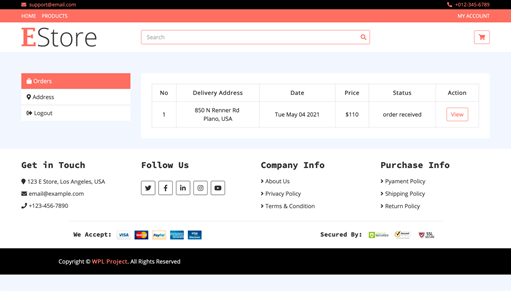 support@email.com
+012-345-6789
HOME PRODUCTS
MY ACCOUNT
EStore
Search
Orders
Address
Logout
No Delivery Address Date Price Status Action
1 850 N Renner Rd Plano, USA Tue May 04 2021 $110 order received View
Get in Touch
123 E Store, Los Angeles, USA
email@example.com
+123-456-7890
Follow Us
Company Info
About Us
Privacy Policy
Terms & Condition
Purchase Info
Pyament Policy
Shipping Policy
Return Policy
We Accept: VISA
Secured By:
Copyright © WPL Project. All Rights Reserved